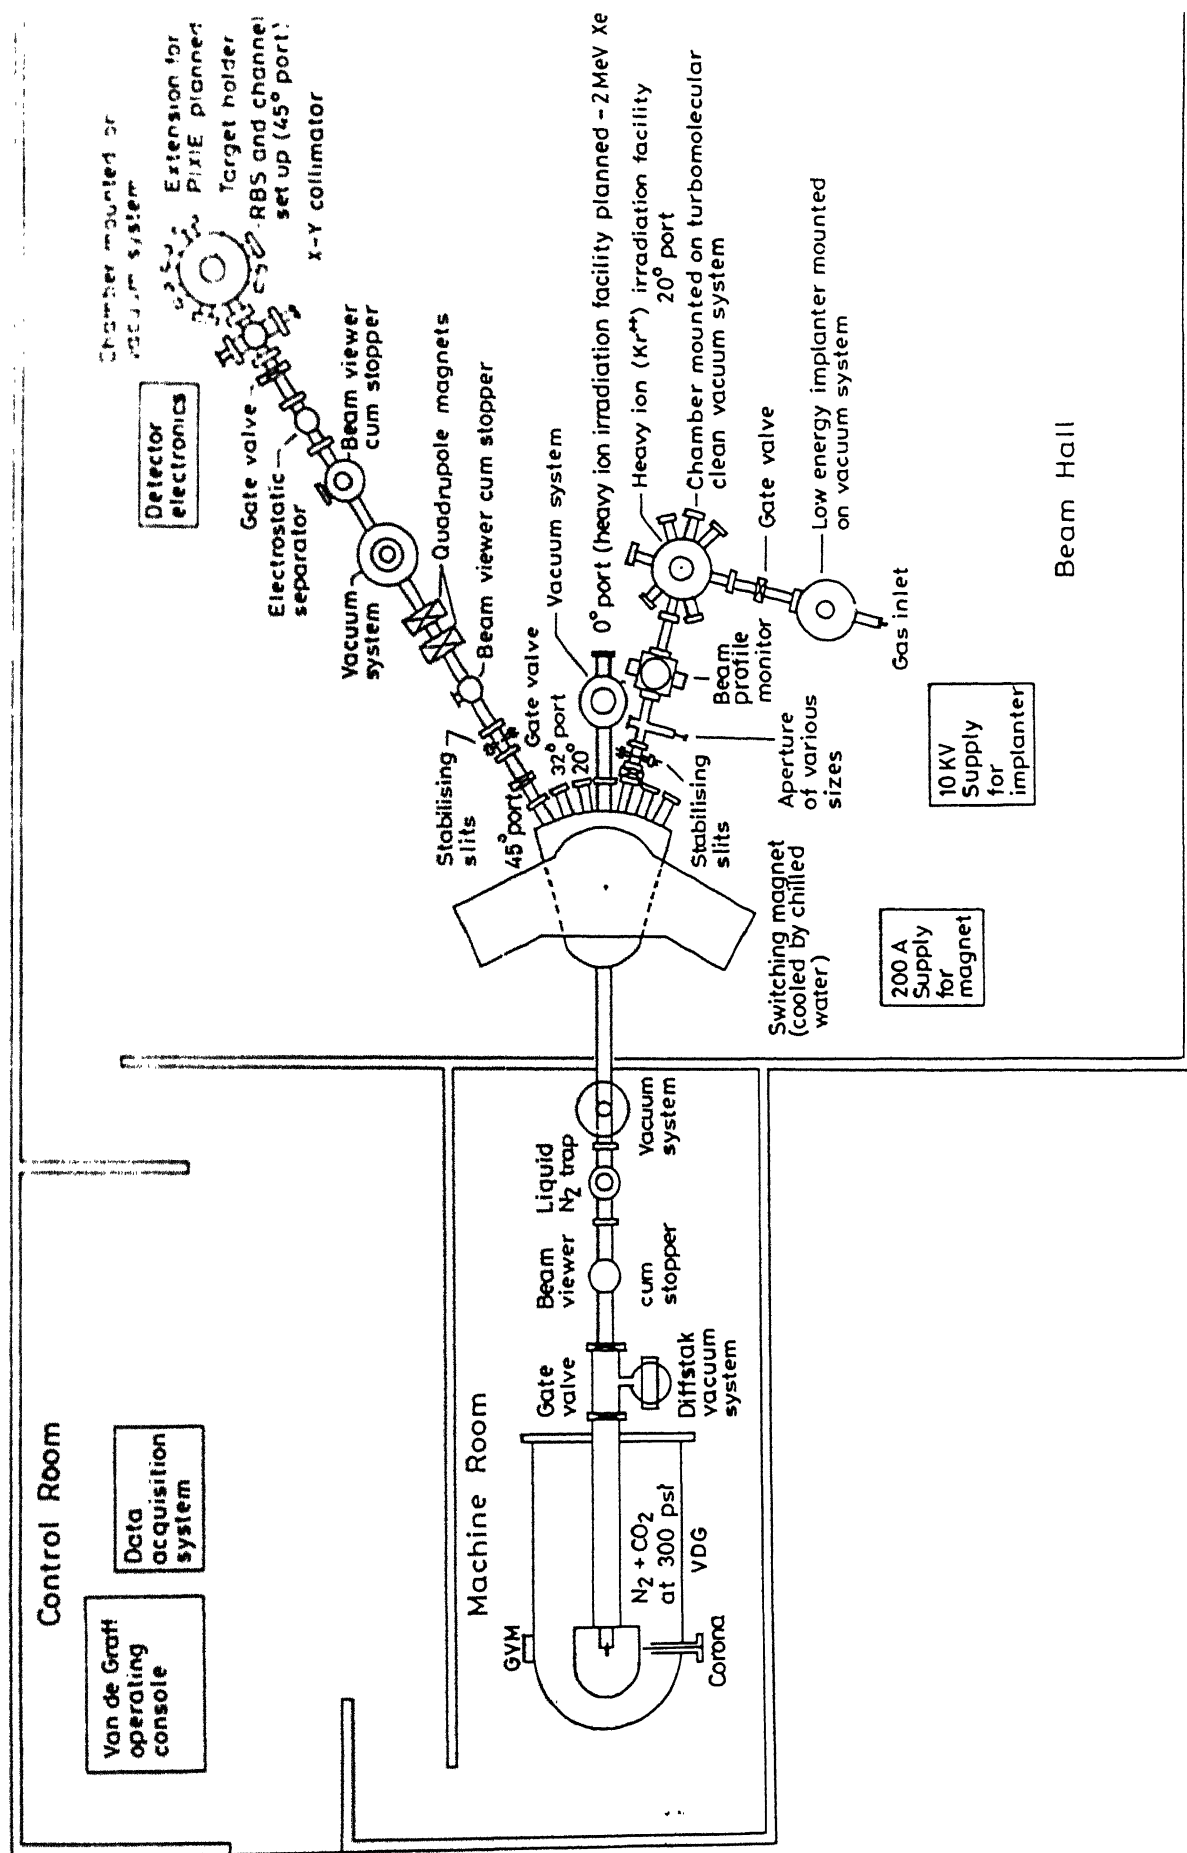 Control Room
Van de Graff
operating
console
Data
acquisition
system
Machine Room
GVM
N2 + CO2
at 300 psi
VDG
Corona
Gate
valve
Diffstak
vacuum
system
Beam
viewer
cum
stopper
Liquid
N2 trap
Vacuum
system
Switching magnet
(cooled by chilled
water)
200 A
Supply
for
magnet
10 KV
Supply
for
implanter
Beam Hall
Stabilising
slits
45° port
32° port
20°
Gate valve
Beam viewer cum stopper
Quadrupole magnets
Vacuum
system
Beam viewer
cum stopper
Electrostatic
separator
Gate valve
Detector
electronics
Chamber mounted on
vacuum system
Extension for
PIXIE planned
Target holder
RBS and channel
set up (45° port)
X-Y collimator
Vacuum system
0° port (heavy ion irradiation facility planned - 2MeV Xe
Heavy ion (Kr++) irradiation facility
20° port
Chamber mounted on turbomolecular
clean vacuum system
Gate valve
Low energy implanter mounted
on vacuum system
Gas inlet
Beam
profile
monitor
Aperture
of various
sizes
Stabilising
slits